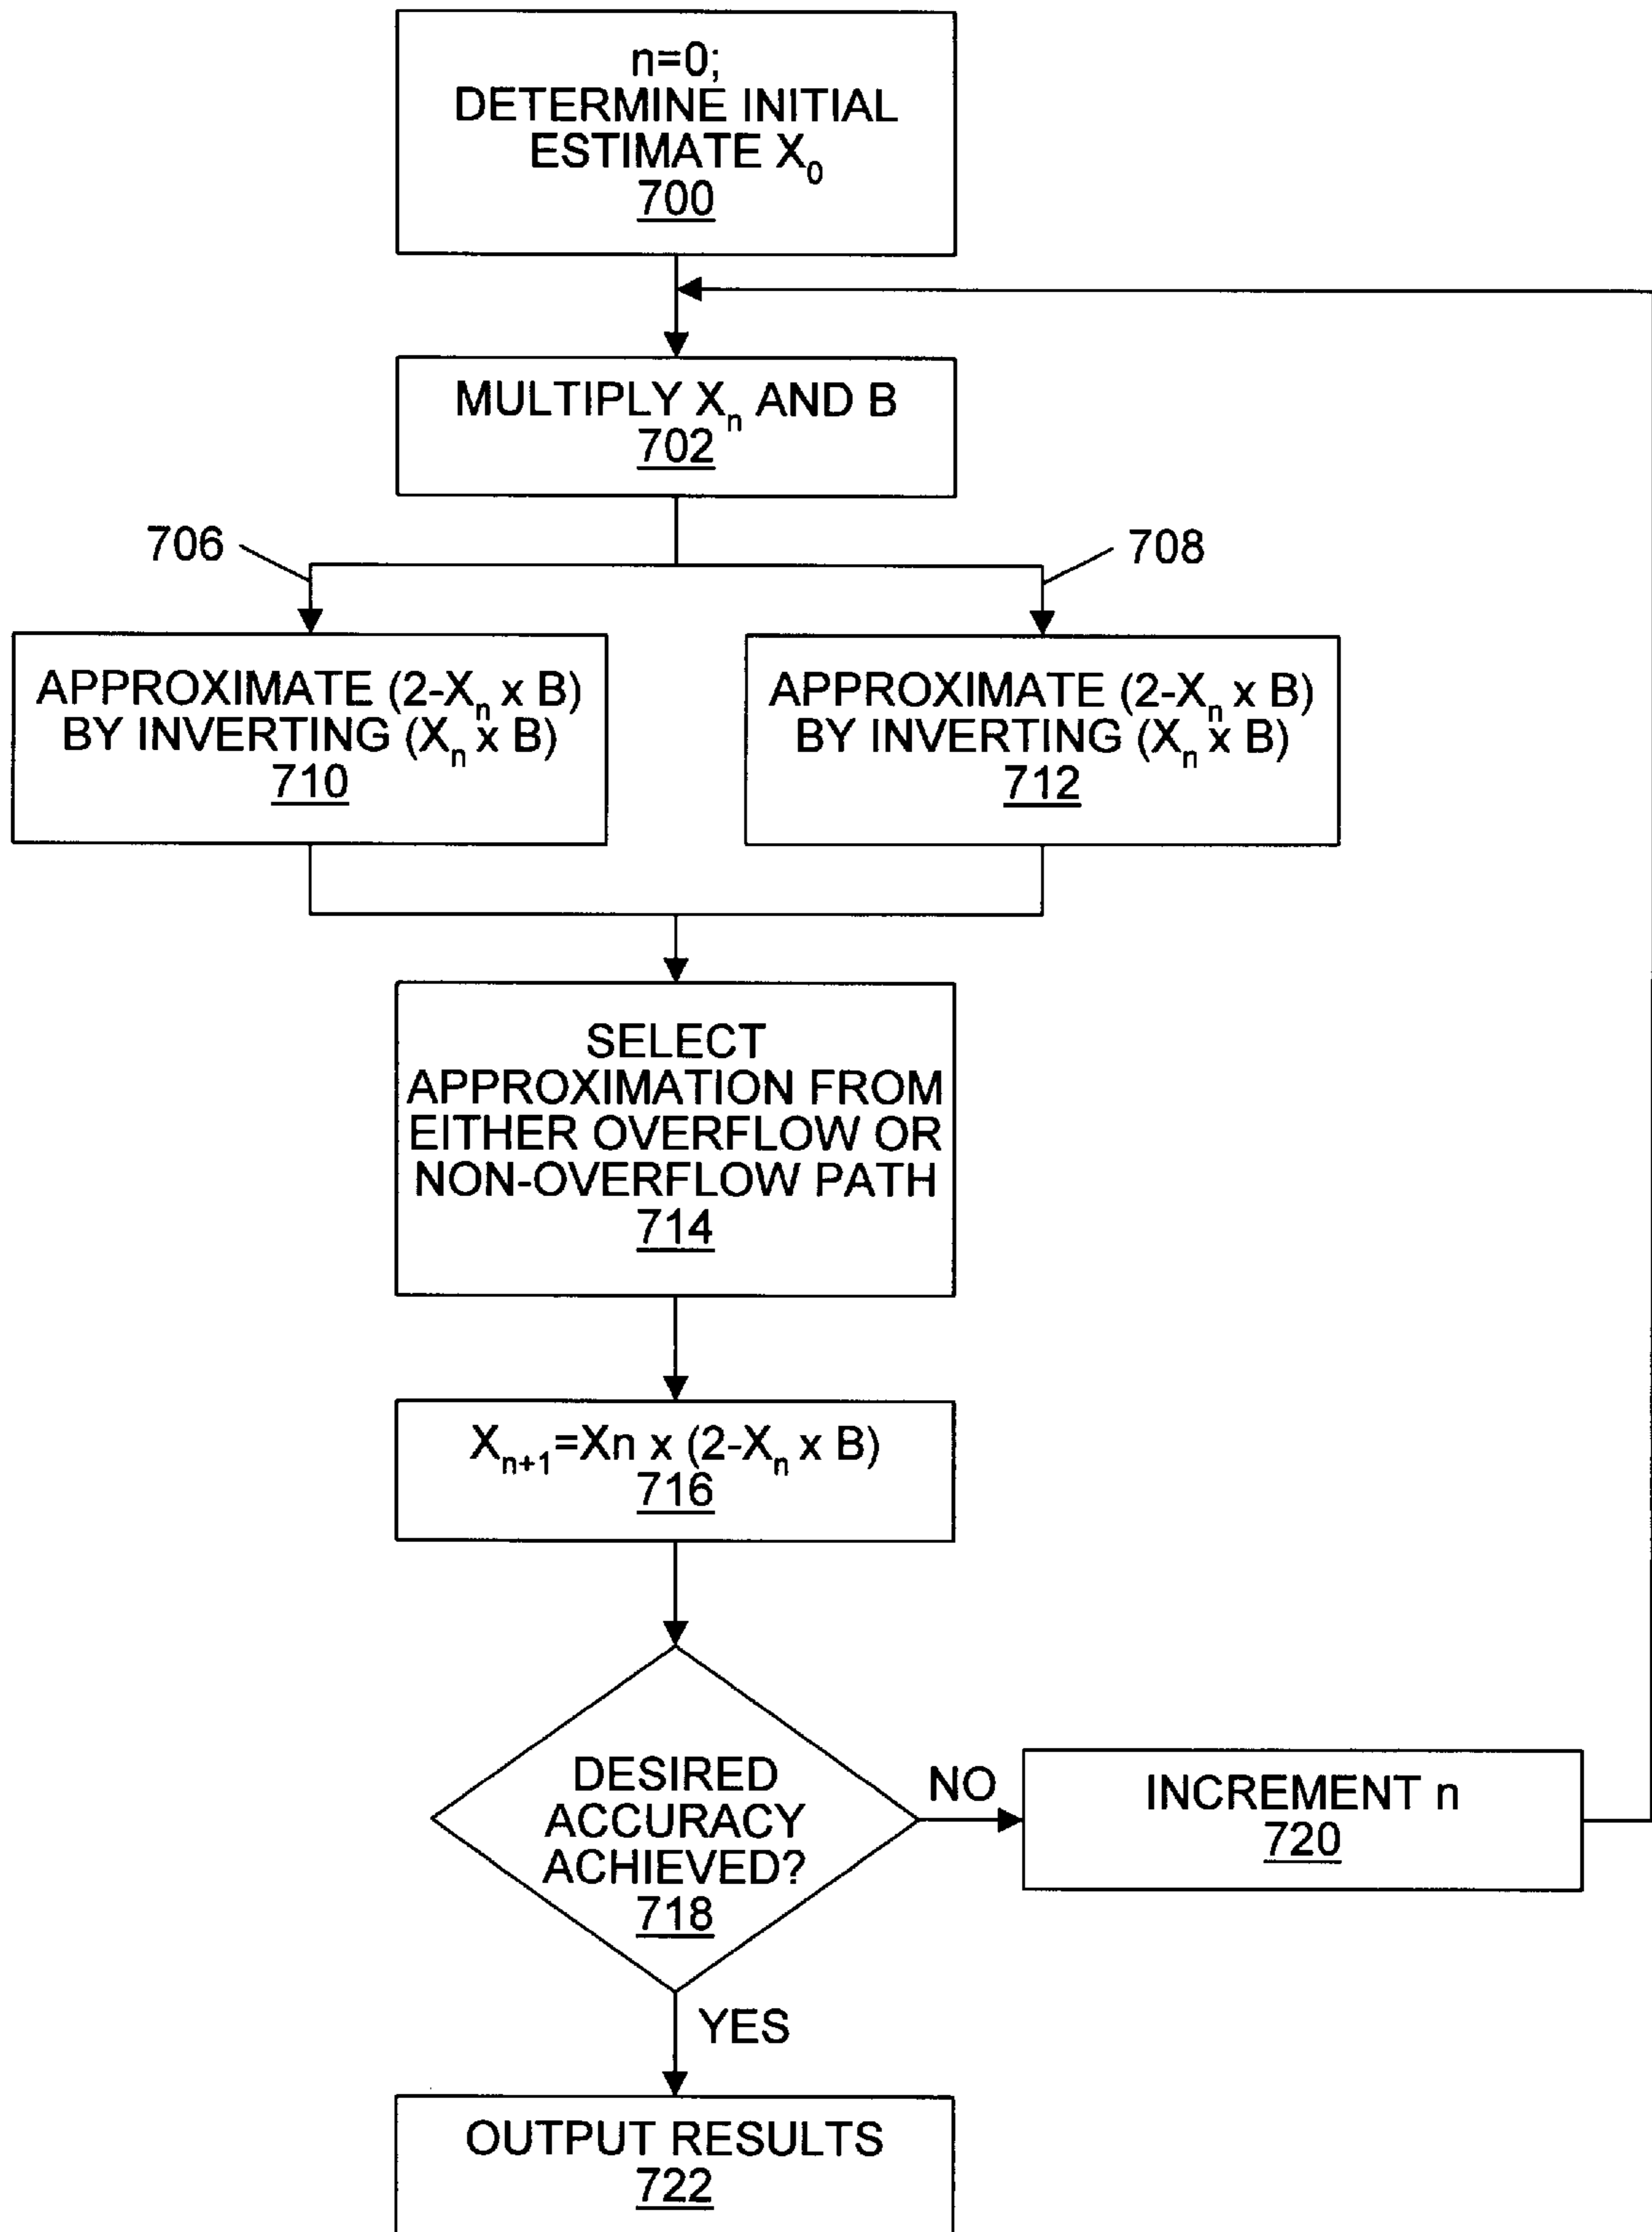 n=0;
DETERMINE INITIAL
ESTIMATE X₀
700
MULTIPLY Xₙ AND B
702
706
708
APPROXIMATE (2-Xₙ x B)
BY INVERTING (Xₙ x B)
710
APPROXIMATE (2-Xₙ x B)
BY INVERTING (Xₙ x B)
712
SELECT
APPROXIMATION FROM
EITHER OVERFLOW OR
NON-OVERFLOW PATH
714
Xₙ₊₁=Xn x (2-Xₙ x B)
716
DESIRED
ACCURACY
ACHIEVED?
718
NO
INCREMENT n
720
YES
OUTPUT RESULTS
722